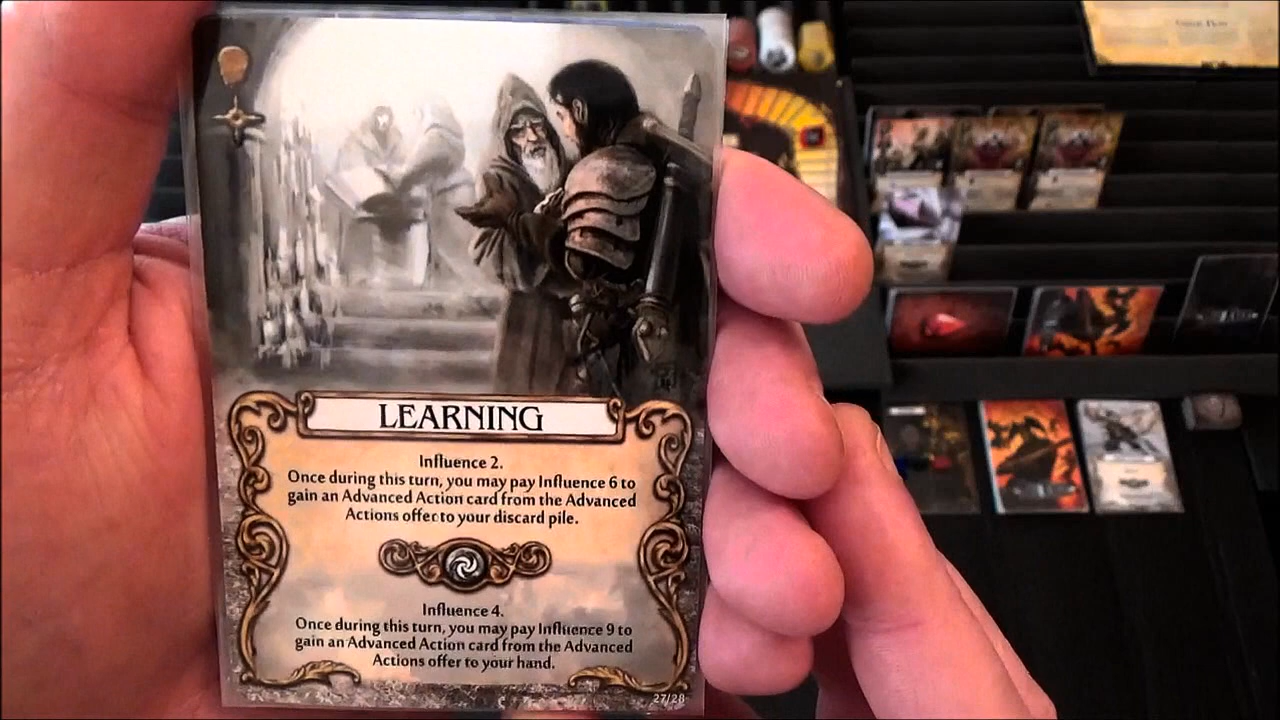 LEARNING
Influence 2.
Once during this turn, you may pay Influence 6 to
gain an Advanced Action card from the Advanced
Actions offer to your discard pile.
Influence 4.
Once during this turn, you may pay Influence 9 to
gain an Advanced Action card from the Advanced
Actions offer to your hand.
27/28